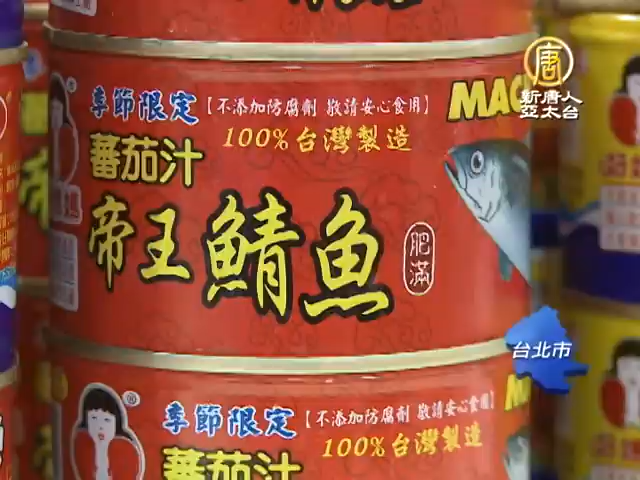 唐
新唐人
亞太台
季節限定【不添加防腐劑 敬請安心食用】
MAC
100%台灣製造
蕃茄汁
帝王鯖魚
肥滿
台北市
®
季節限定【不添加防腐劑 敬請安心食用】
100%台灣製造
蕃茄汁